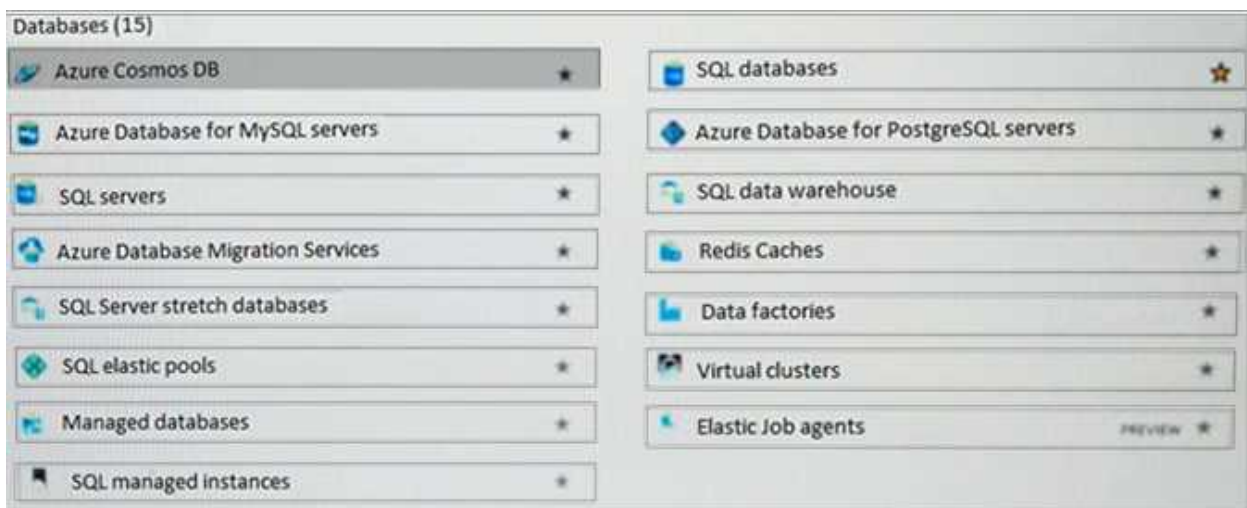 Databases (15)
Azure Cosmos DB
SQL databases
Azure Database for MySQL servers
Azure Database for PostgreSQL servers
SQL servers
SQL data warehouse
Azure Database Migration Services
Redis Caches
SQL Server stretch databases
Data factories
SQL elastic pools
Virtual clusters
Managed databases
Elastic Job agents PREVIEW
SQL managed instances